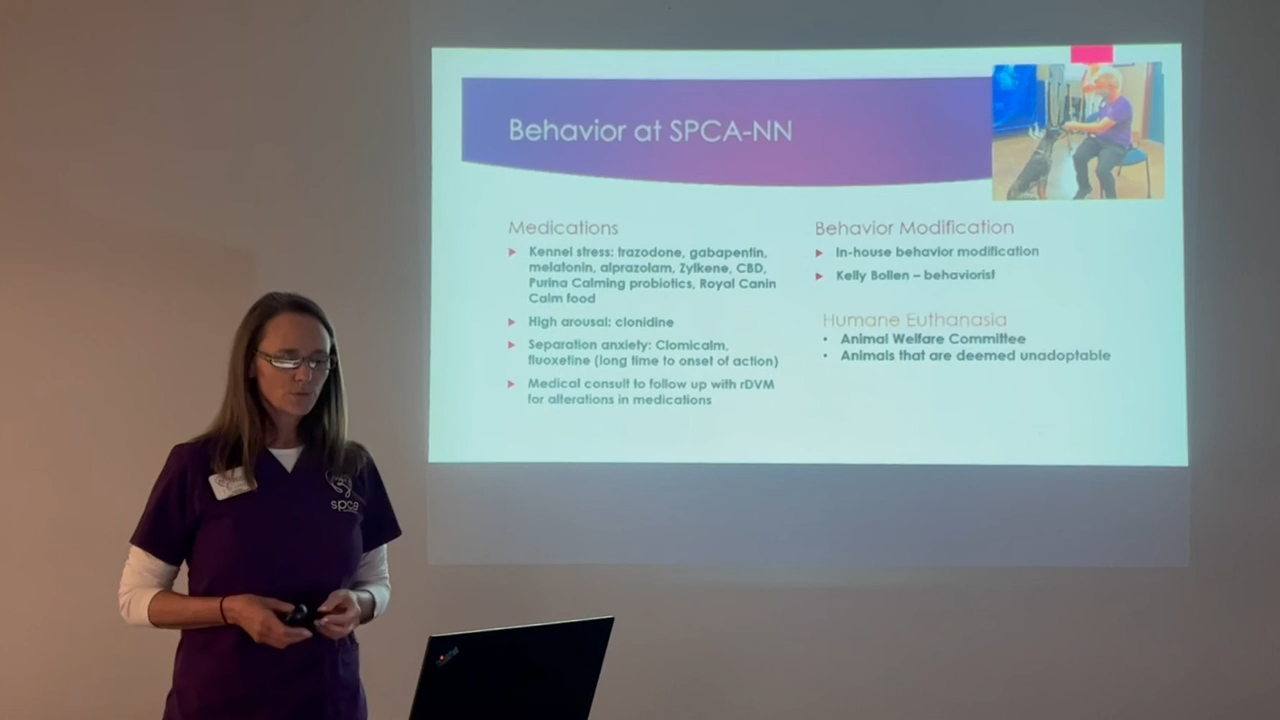 Behavior at SPCA-NN
Medications
Kennel stress: trazodone, gabapentin,
melatonin, alprazolam, Zylkene, CBD,
Purina Calming probiotics, Royal Canin
Calm food
High arousal: clonidine
Separation anxiety: Clomicalm,
fluoxetine (long time to onset of action)
Medical consult to follow up with rDVM
for alterations in medications
Behavior Modification
In-house behavior modification
Kelly Bollen – behaviorist
Humane Euthanasia
• Animal Welfare Committee
• Animals that are deemed unadoptable
spca